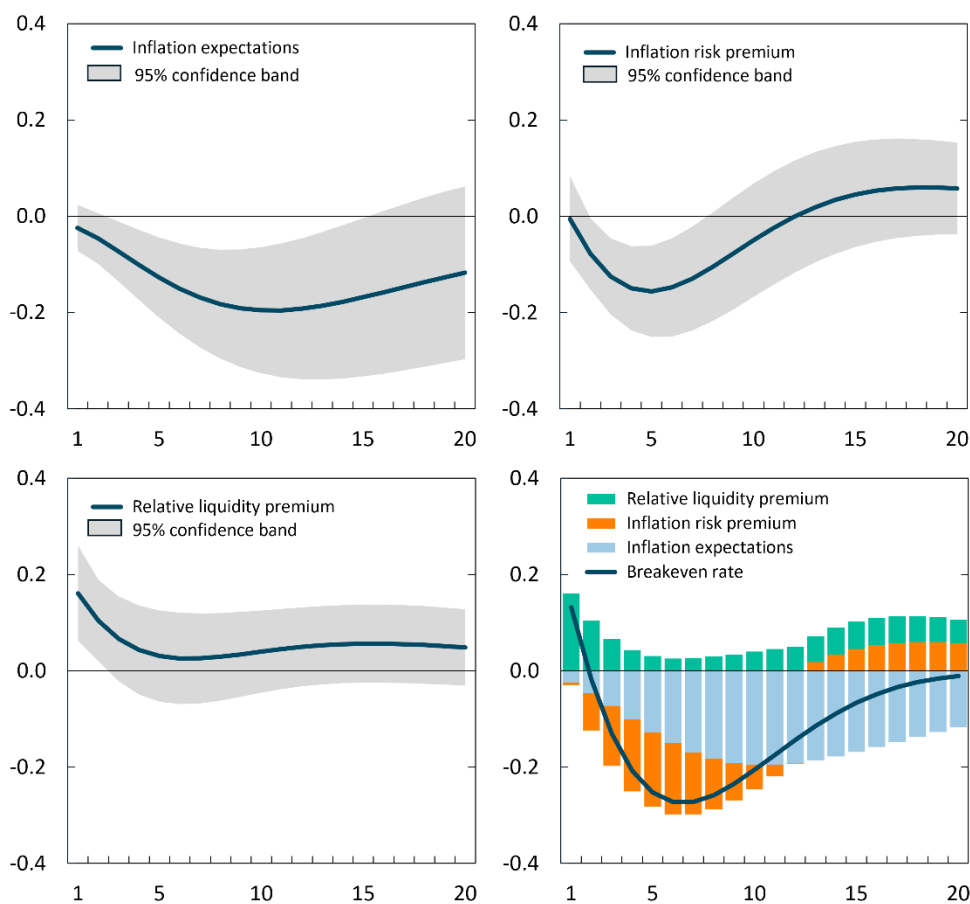 0.4
Inflation expectations
95% confidence band
0.2
0.0
-0.2
-0.4
1 5 10 15 20
0.4
Inflation risk premium
95% confidence band
0.2
0.0
-0.2
-0.4
1 5 10 15 20
0.4
Relative liquidity premium
95% confidence band
0.2
0.0
-0.2
-0.4
1 5 10 15 20
0.4
Relative liquidity premium
Inflation risk premium
Inflation expectations
Breakeven rate
0.2
0.0
-0.2
-0.4
1 5 10 15 20